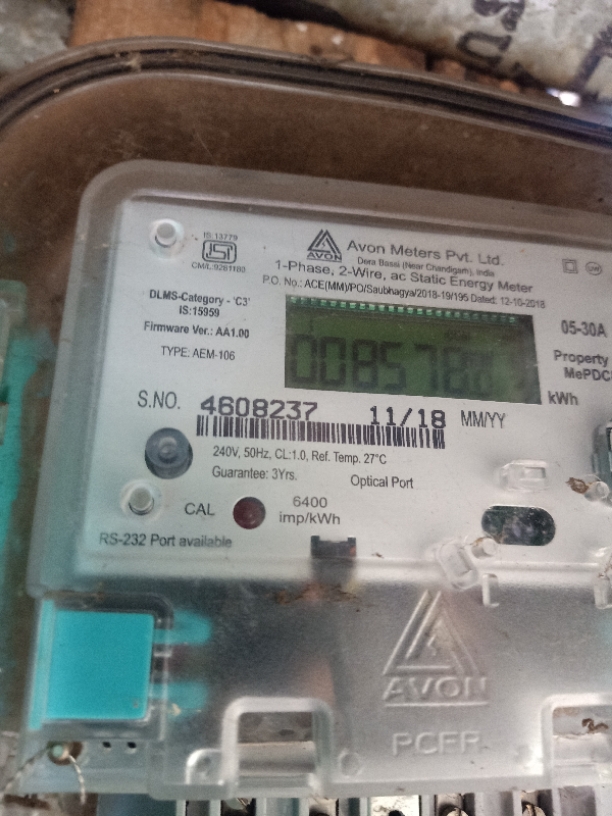 IS:13779
ISI
CM/L:9261180
AVON
Avon Meters Pvt. Ltd.
Dera Bassi (Near Chandigarh), India
1-Phase, 2-Wire, ac Static Energy Meter
P.O. No.: ACE(MM)/PO/Saubhagya/2018-19/195 Dated: 12-10-2018
DLMS-Category - 'C3'
IS:15959
Firmware Ver.: AA1.00
TYPE: AEM-106
05-30A
Property
MePDC
008578
kWh
S.NO. 4608237 11/18 MM/YY
240V, 50Hz, CL:1.0, Ref. Temp. 27°C
Guarantee: 3Yrs.
Optical Port
CAL
6400
imp/kWh
RS-232 Port available
AVON